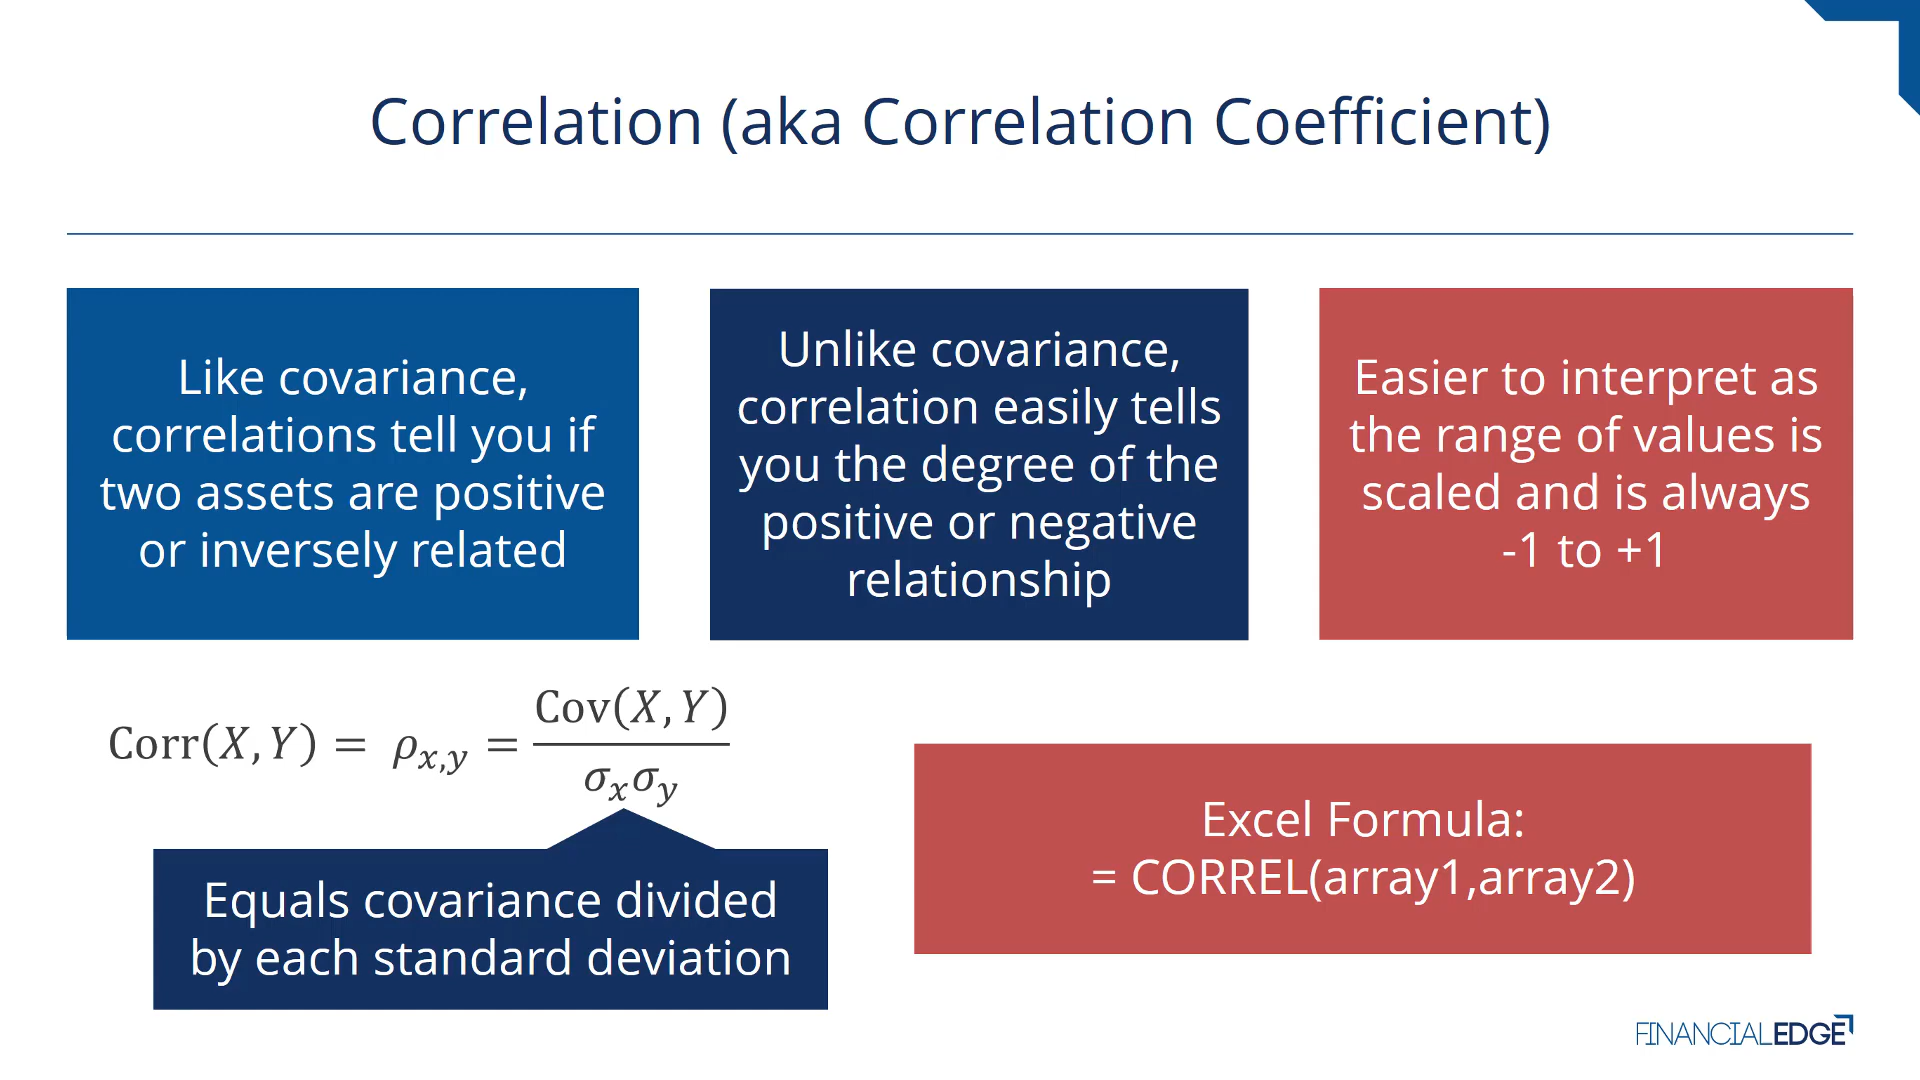 Correlation (aka Correlation Coefficient)
Like covariance,
correlations tell you if
two assets are positive
or inversely related
Unlike covariance,
correlation easily tells
you the degree of the
positive or negative
relationship
Easier to interpret as
the range of values is
scaled and is always
-1 to +1
Corr(X,Y) = ρx,y = Cov(X,Y)
σxσy
Equals covariance divided
by each standard deviation
Excel Formula:
= CORREL(array1,array2)
FINANCIALEDGE